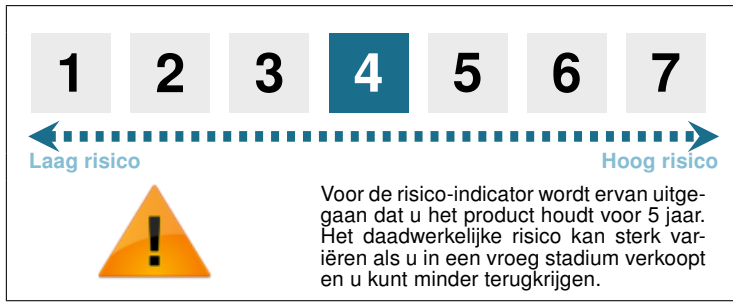 1 2 3 4 5 6 7
Laag risico Hoog risico
!
Voor de risico-indicator wordt ervan uitge-
gaan dat u het product houdt voor 5 jaar.
Het daadwerkelijke risico kan sterk var-
iëren als u in een vroeg stadium verkoopt
en u kunt minder terugkrijgen.